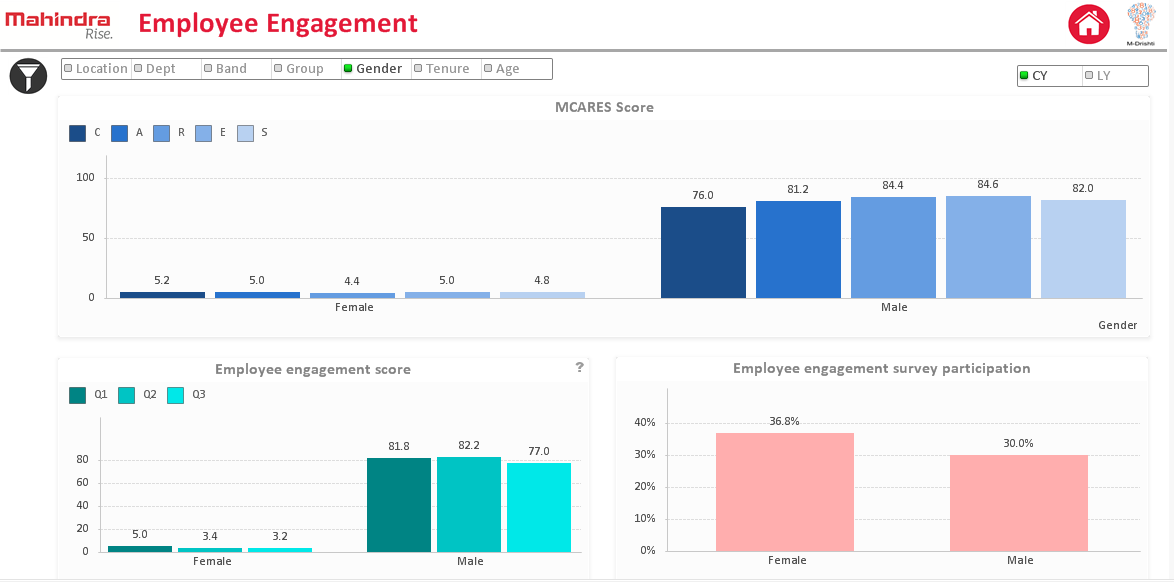 Mahindra
Rise.
Employee Engagement
M-Drishti
Location Dept Band Group Gender Tenure Age
CY LY
MCARES Score
C A R E S
100
50
0
5.2 5.0 4.4 5.0 4.8
76.0 81.2 84.4 84.6 82.0
Female Male
Gender
Employee engagement score ?
Q1 Q2 Q3
80
60
40
20
0
5.0 3.4 3.2
81.8 82.2 77.0
Female Male
Employee engagement survey participation
40%
30%
20%
10%
0%
36.8% 30.0%
Female Male